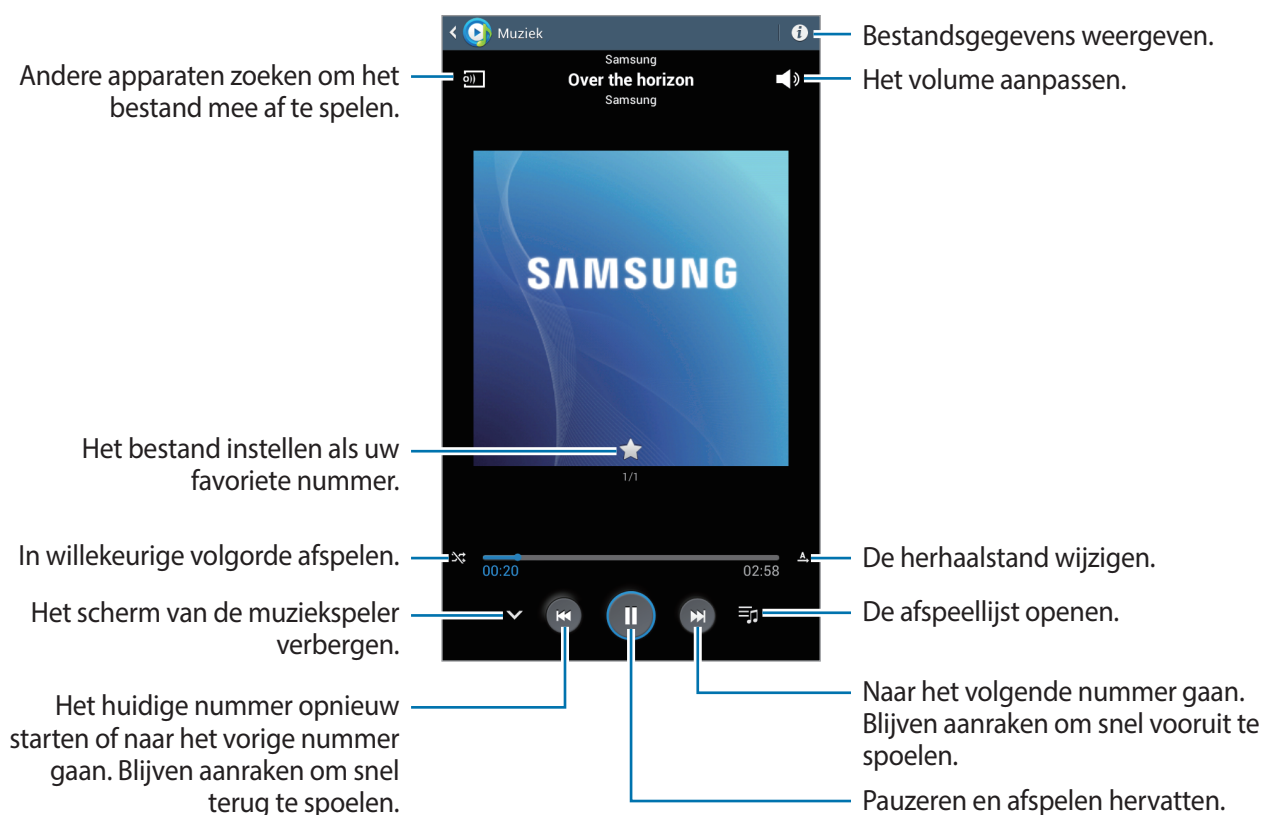 Muziek
Bestandsgegevens weergeven.
Samsung
Over the horizon
Samsung
Andere apparaten zoeken om het
bestand mee af te spelen.
Het volume aanpassen.
SAMSUNG
Het bestand instellen als uw
favoriete nummer.
1/1
In willekeurige volgorde afspelen.
00:20
02:58
A
De herhaalstand wijzigen.
Het scherm van de muziekspeler
verbergen.
De afspeellijst openen.
Het huidige nummer opnieuw
starten of naar het vorige nummer
gaan. Blijven aanraken om snel
terug te spoelen.
Naar het volgende nummer gaan.
Blijven aanraken om snel vooruit te
spoelen.
Pauzeren en afspelen hervatten.